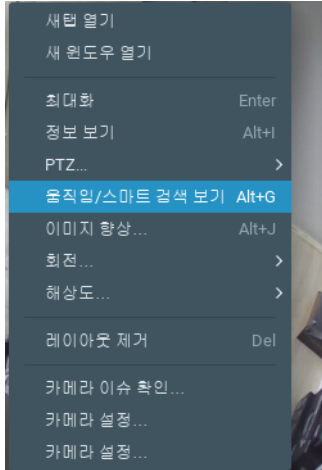 새탭 열기
새 윈도우 열기
최대화 Enter
정보 보기 Alt+I
PTZ...
움직임/스마트 검색 보기 Alt+G
이미지 향상... Alt+J
회전...
해상도...
레이아웃 제거 Del
카메라 이슈 확인...
카메라 설정...
카메라 설정...